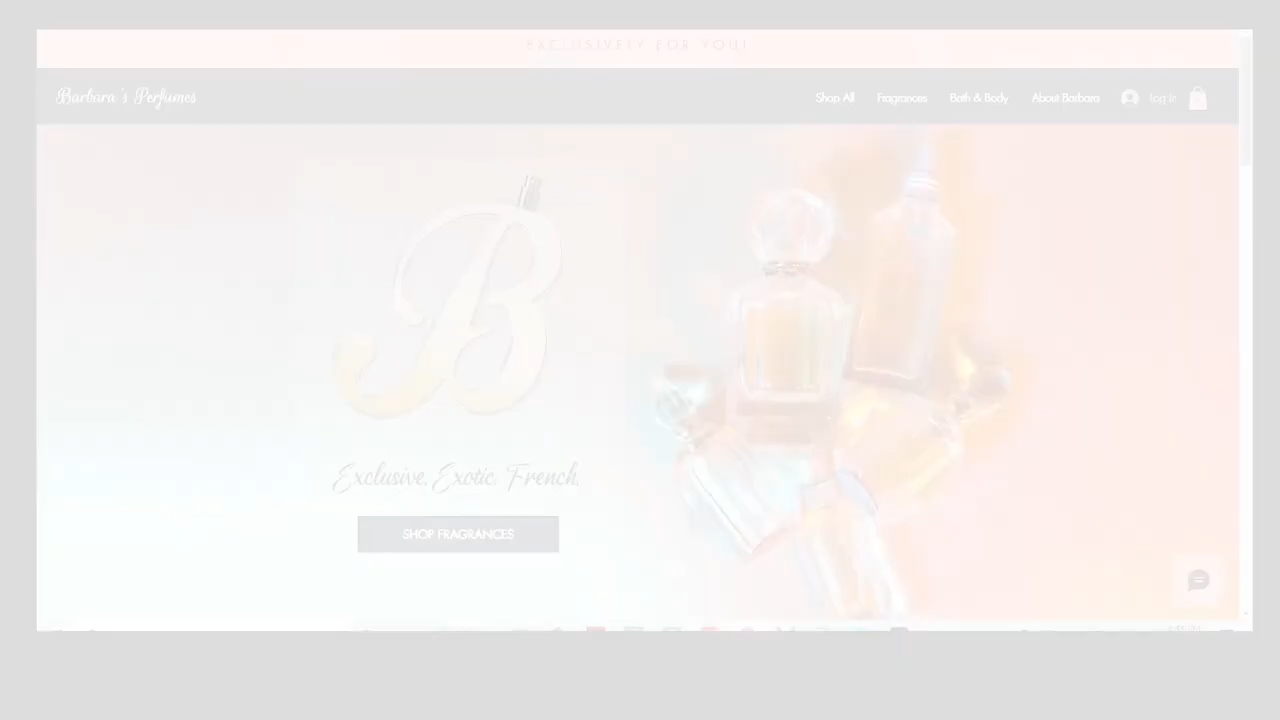 EXCLUSIVELY FOR YOU!
Barbara's Perfumes
Shop All
Fragrances
Bath & Body
About Barbara
Log In
B
Exclusive. Exotic. French.
SHOP FRAGRANCES